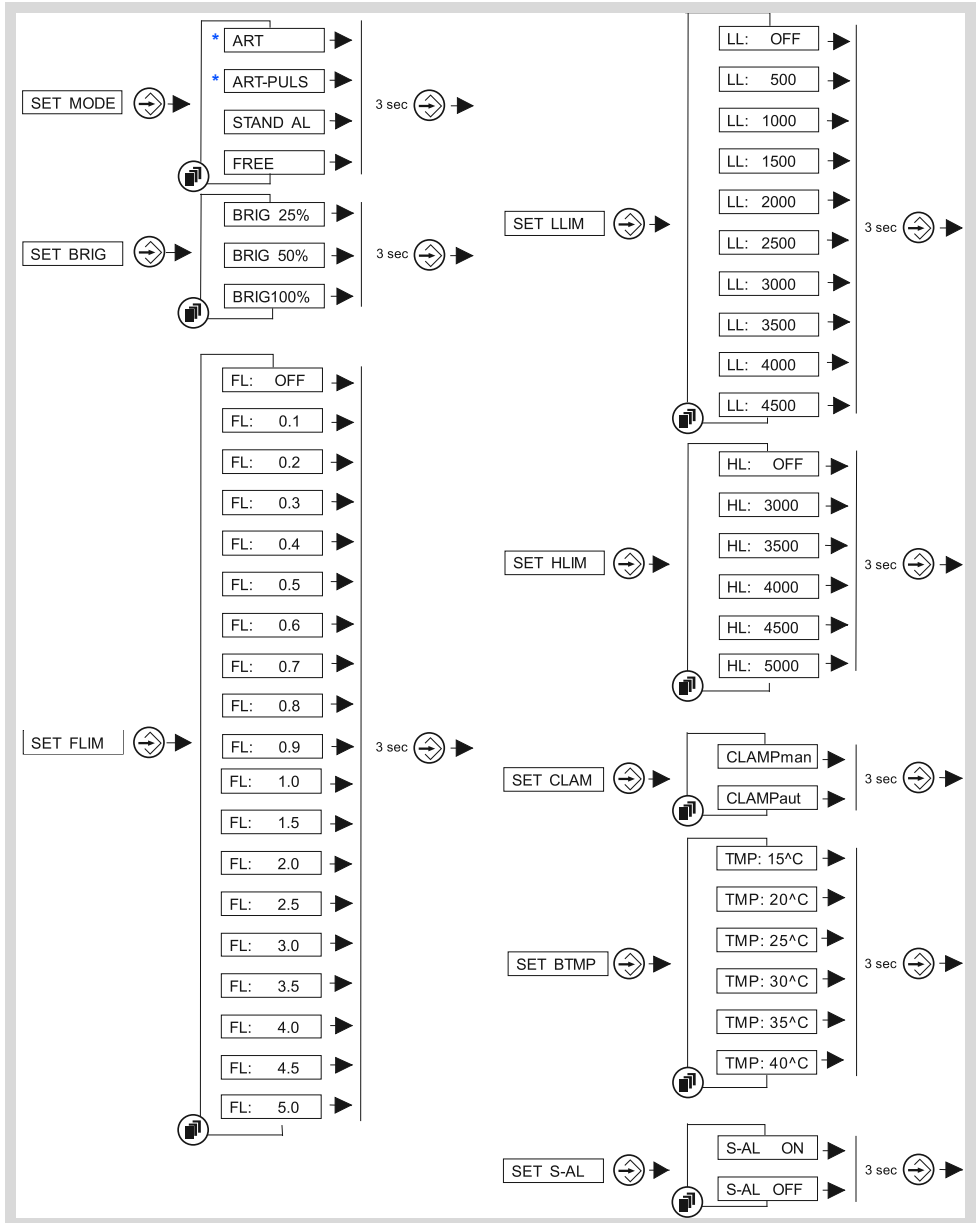 SET MODE
* ART
* ART-PULS
STAND AL
FREE
3 sec
SET BRIG
BRIG 25%
BRIG 50%
BRIG100%
3 sec
SET FLIM
FL: OFF
FL: 0.1
FL: 0.2
FL: 0.3
FL: 0.4
FL: 0.5
FL: 0.6
FL: 0.7
FL: 0.8
FL: 0.9
FL: 1.0
FL: 1.5
FL: 2.0
FL: 2.5
FL: 3.0
FL: 3.5
FL: 4.0
FL: 4.5
FL: 5.0
3 sec
SET LLIM
LL: OFF
LL: 500
LL: 1000
LL: 1500
LL: 2000
LL: 2500
LL: 3000
LL: 3500
LL: 4000
LL: 4500
3 sec
SET HLIM
HL: OFF
HL: 3000
HL: 3500
HL: 4000
HL: 4500
HL: 5000
3 sec
SET CLAM
CLAMPman
CLAMPaut
3 sec
SET BTMP
TMP: 15^C
TMP: 20^C
TMP: 25^C
TMP: 30^C
TMP: 35^C
TMP: 40^C
3 sec
SET S-AL
S-AL ON
S-AL OFF
3 sec